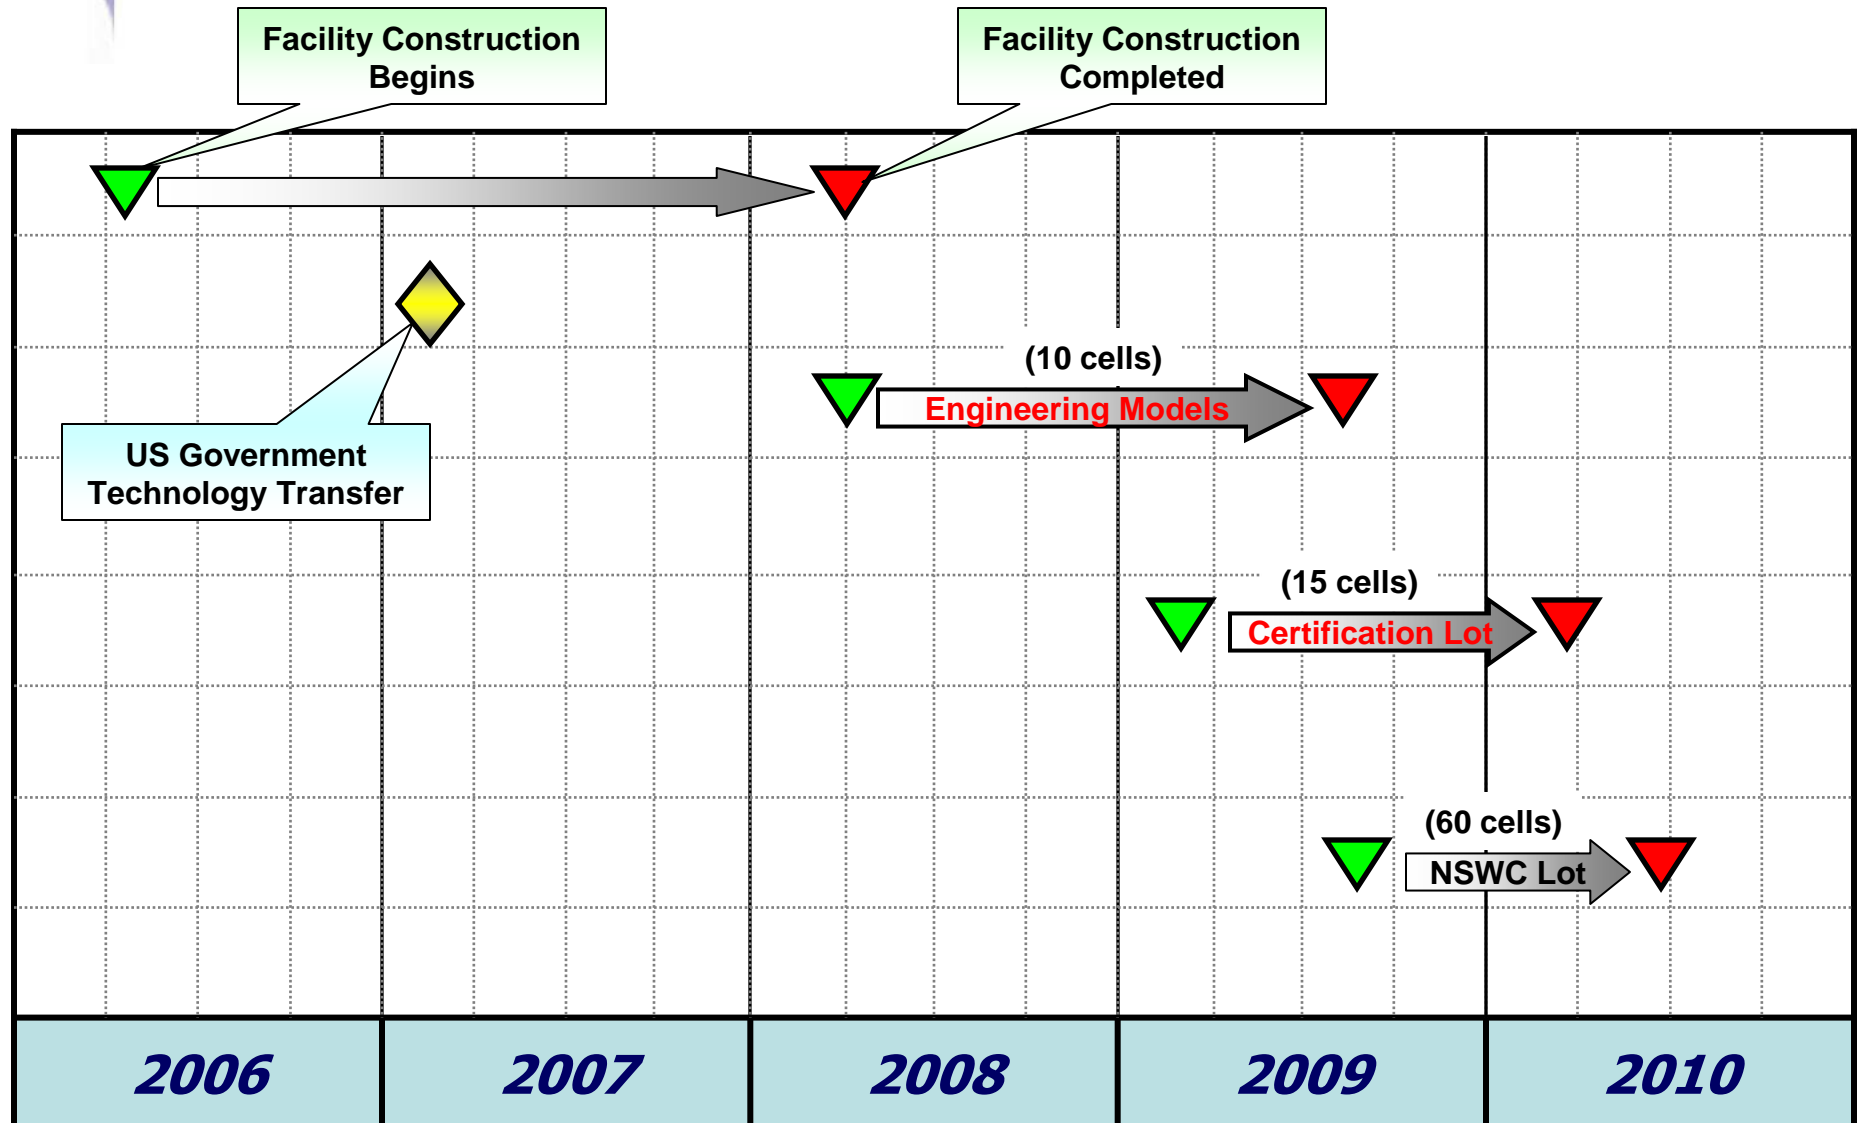 Facility Construction
Begins
Facility Construction
Completed
(10 cells)
Engineering Models
US Government
Technology Transfer
(15 cells)
Certification Lot
(60 cells)
NSWC Lot
2006
2007
2008
2009
2010